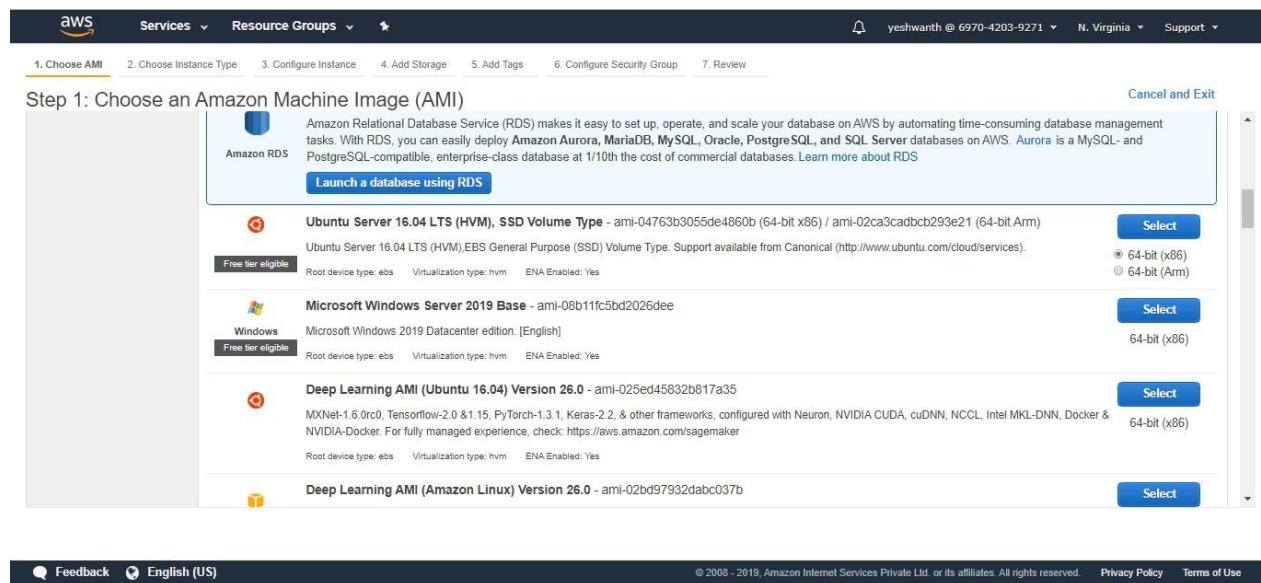 aws Services Resource Groups yeshwanth @ 6970-4203-9271 N. Virginia Support
1. Choose AMI 2. Choose Instance Type 3. Configure Instance 4. Add Storage 5. Add Tags 6. Configure Security Group 7. Review
Step 1: Choose an Amazon Machine Image (AMI) Cancel and Exit
Amazon RDS
Amazon Relational Database Service (RDS) makes it easy to set up, operate, and scale your database on AWS by automating time-consuming database management
tasks. With RDS, you can easily deploy Amazon Aurora, MariaDB, MySQL, Oracle, PostgreSQL, and SQL Server databases on AWS. Aurora is a MySQL- and
PostgreSQL-compatible, enterprise-class database at 1/10th the cost of commercial databases. Learn more about RDS
Launch a database using RDS
Free tier eligible
Ubuntu Server 16.04 LTS (HVM), SSD Volume Type - ami-04763b3055de4860b (64-bit x86) / ami-02ca3cadbcb293e21 (64-bit Arm)
Ubuntu Server 16.04 LTS (HVM),EBS General Purpose (SSD) Volume Type. Support available from Canonical (http://www.ubuntu.com/cloud/services).
Root device type: ebs Virtualization type: hvm ENA Enabled: Yes
Select
64-bit (x86)
64-bit (Arm)
Windows
Free tier eligible
Microsoft Windows Server 2019 Base - ami-08b11fc5bd2026dee
Microsoft Windows 2019 Datacenter edition. [English]
Root device type: ebs Virtualization type: hvm ENA Enabled: Yes
Select
64-bit (x86)
Deep Learning AMI (Ubuntu 16.04) Version 26.0 - ami-025ed45832b817a35
MXNet-1.6.0rc0, Tensorflow-2.0 &1.15, PyTorch-1.3.1, Keras-2.2, & other frameworks, configured with Neuron, NVIDIA CUDA, cuDNN, NCCL, Intel MKL-DNN, Docker &
NVIDIA-Docker. For fully managed experience, check: https://aws.amazon.com/sagemaker
Root device type: ebs Virtualization type: hvm ENA Enabled: Yes
Select
64-bit (x86)
Deep Learning AMI (Amazon Linux) Version 26.0 - ami-02bd97932dabc037b
Select
Feedback English (US) © 2008 - 2019, Amazon Internet Services Private Ltd. or its affiliates. All rights reserved. Privacy Policy Terms of Use